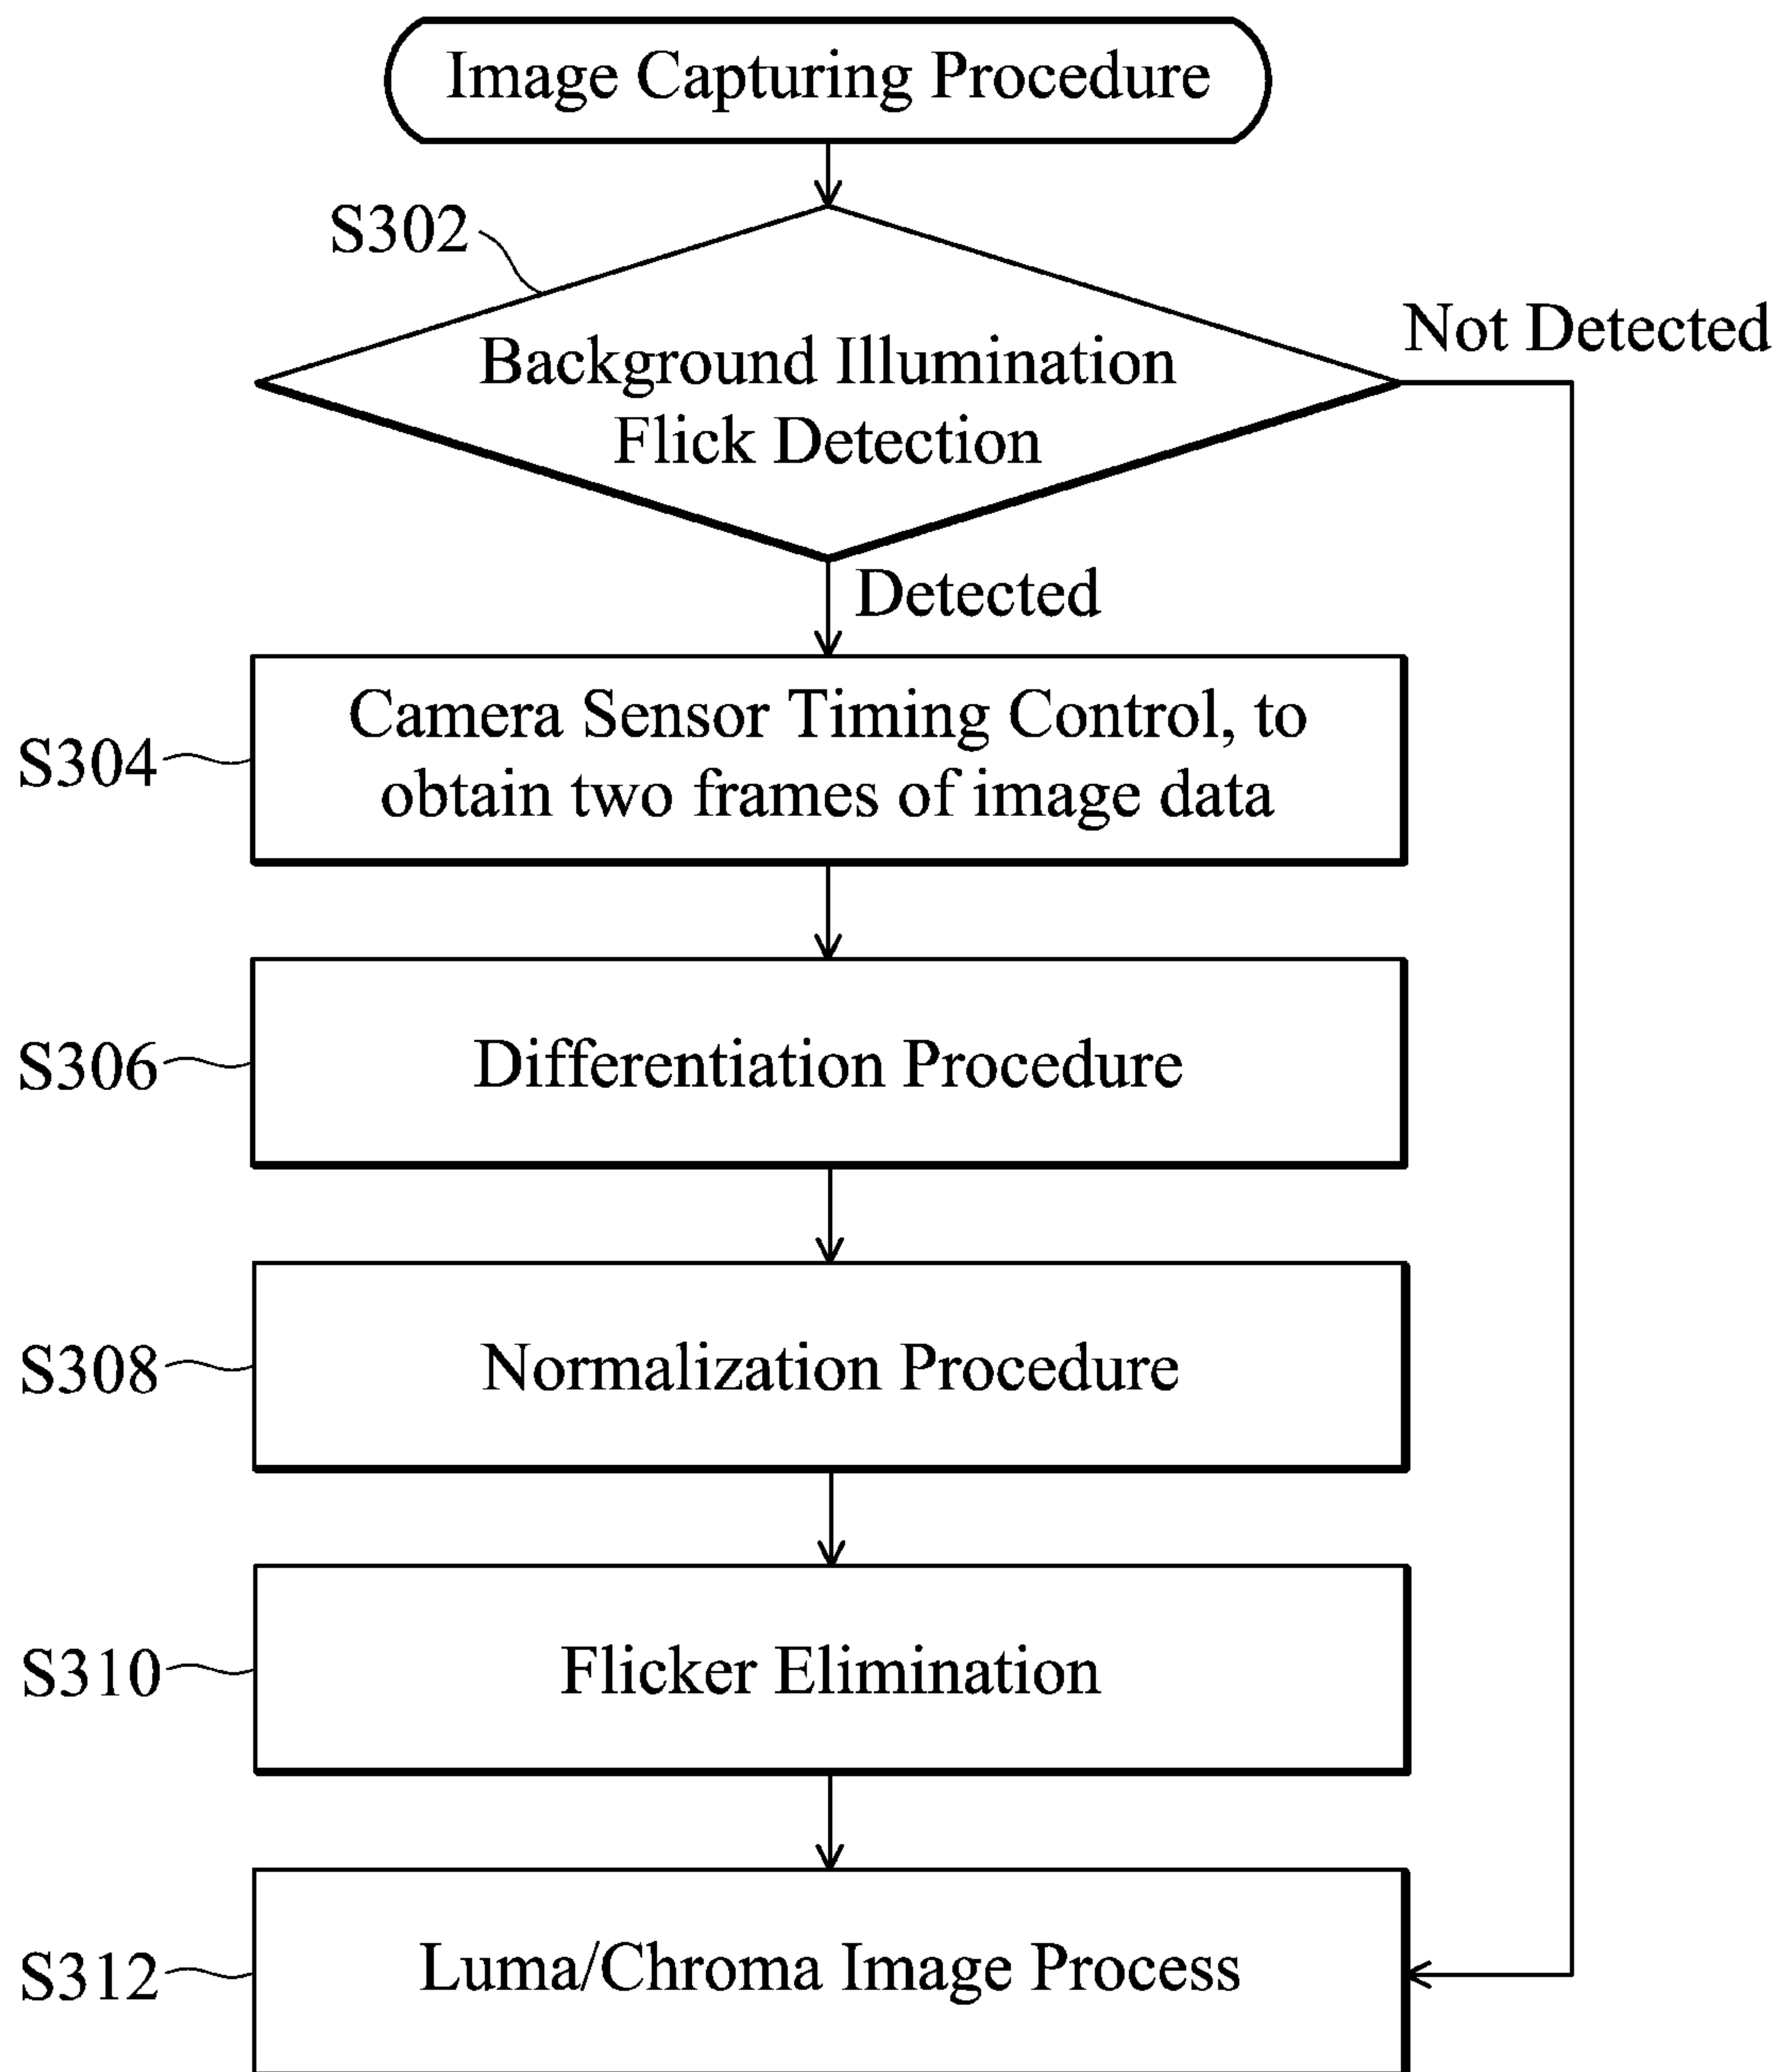 Image Capturing Procedure
S302
Not Detected
Background Illumination
Flick Detection
Detected
S304
Camera Sensor Timing Control, to
obtain two frames of image data
S306
Differentiation Procedure
S308
Normalization Procedure
S310
Flicker Elimination
S312
Luma/Chroma Image Process